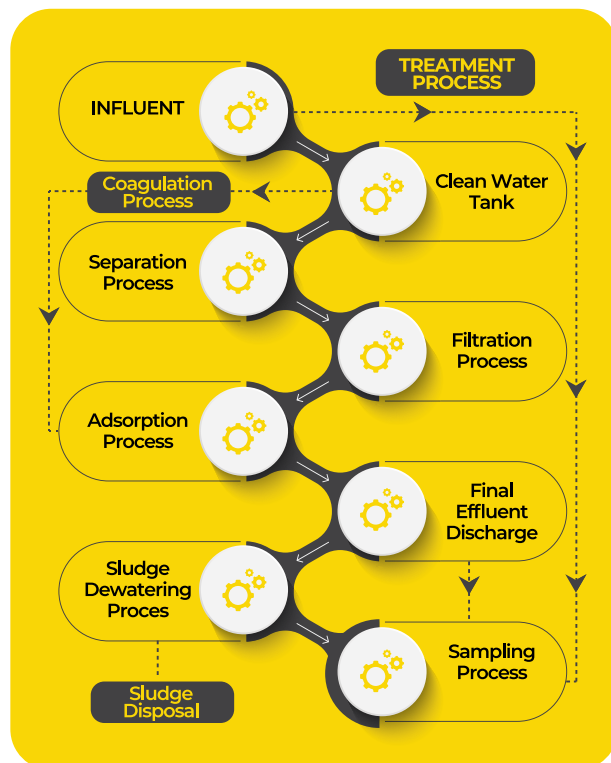 TREATMENT
PROCESS
INFLUENT
Coagulation
Process
Clean Water
Tank
Separation
Process
Filtration
Process
Adsorption
Process
Final
Effluent
Discharge
Sludge
Dewatering
Proces
Sampling
Process
Sludge
Disposal